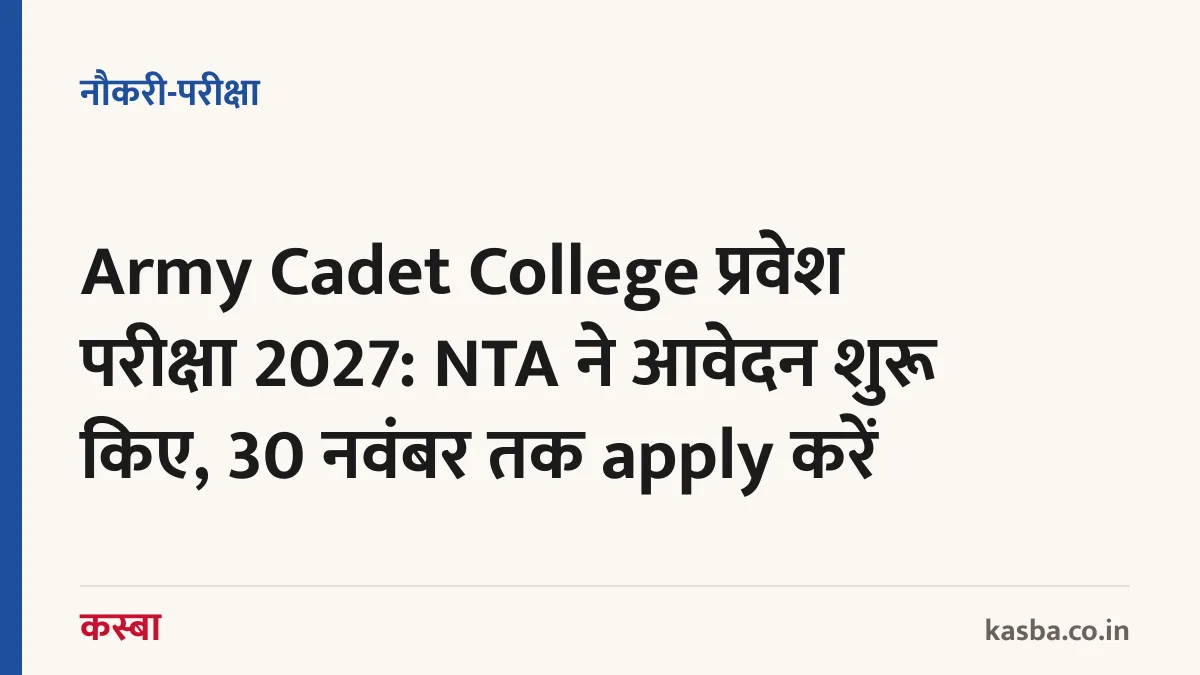 नौकरी-परीक्षा
Army Cadet College प्रवेश
परीक्षा 2027: NTA ने आवेदन शुरू
किए, 30 नवंबर तक apply करें
कस्बा
kasba.co.in